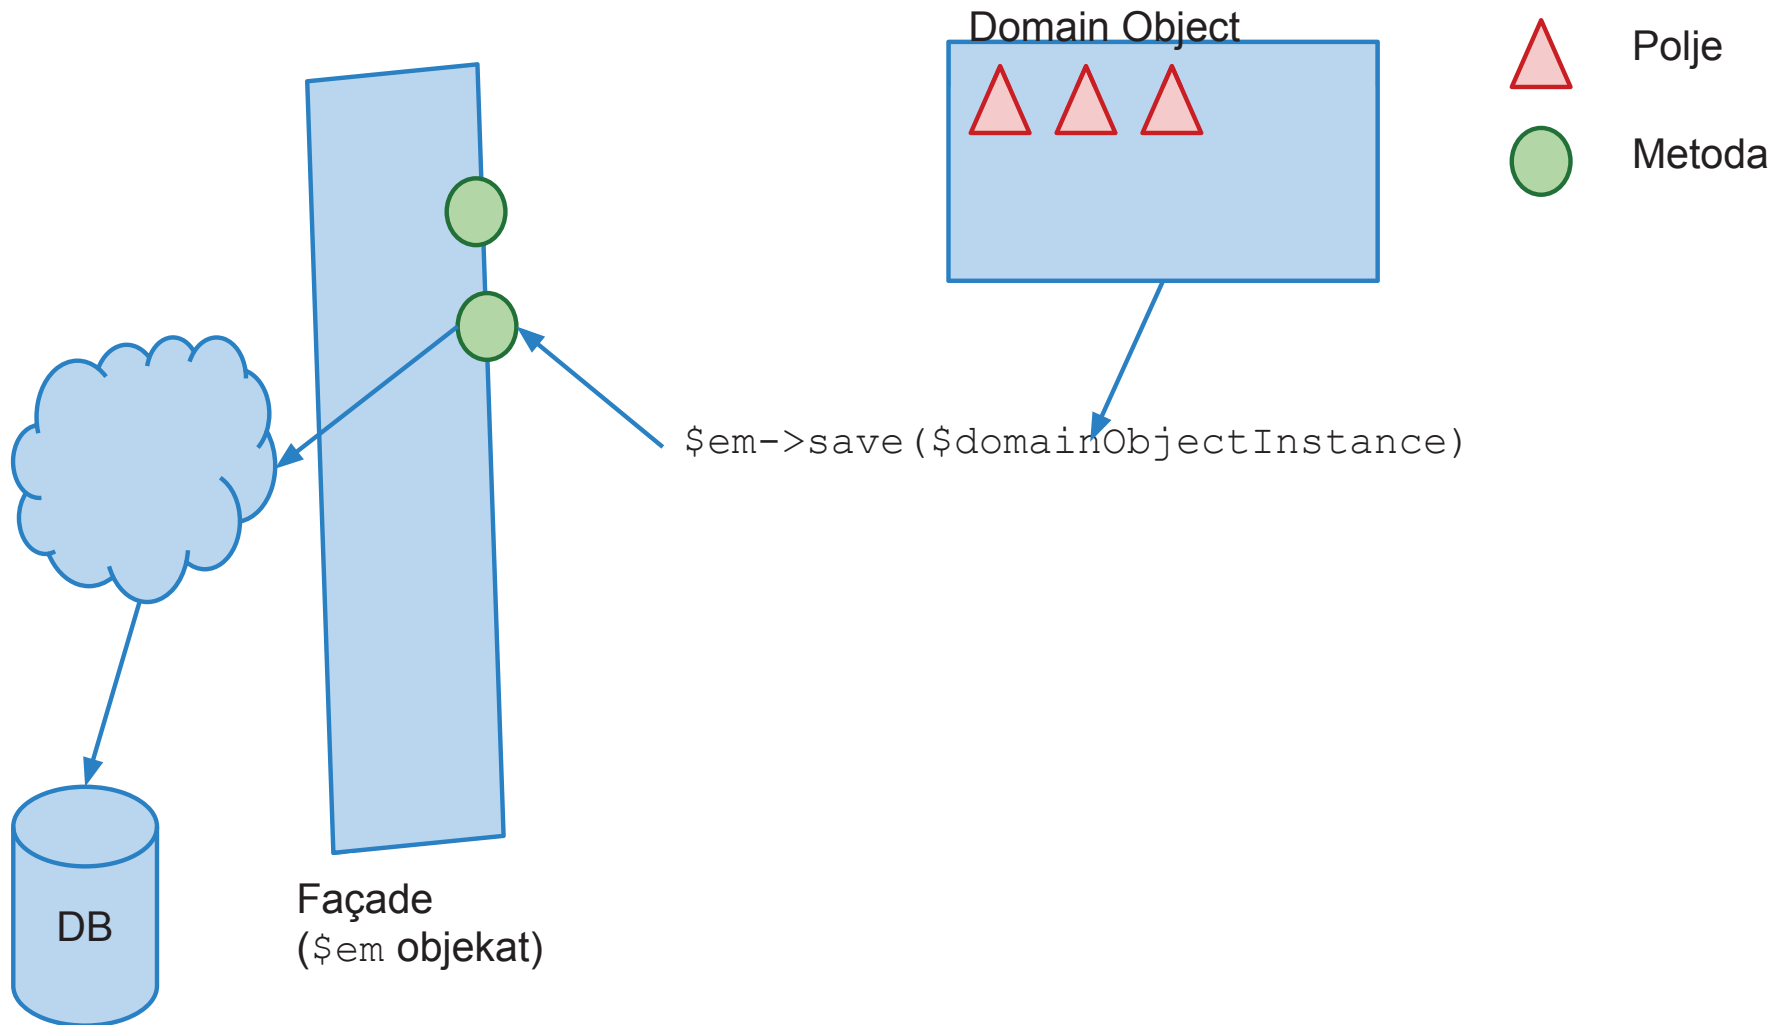 Domain Object
Polje
Metoda
$em->save($domainObjectInstance)
Façade
($em objekat)
DB